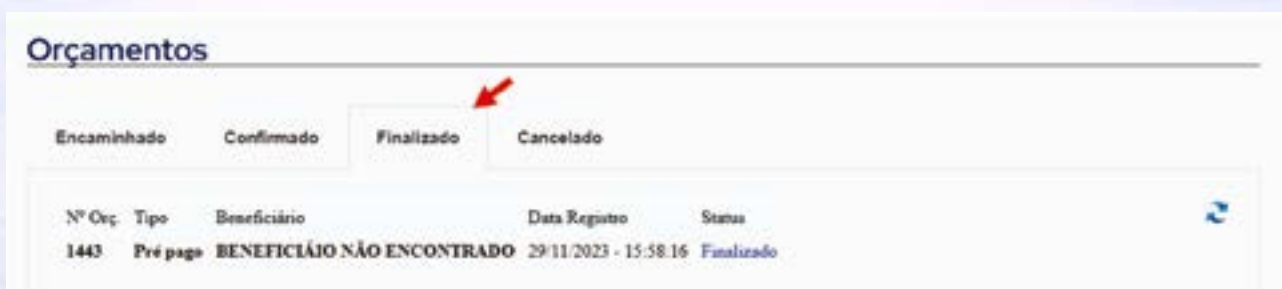 Orçamentos
Encaminhado Confirmado Finalizado Cancelado
Nº Orç. Tipo Beneficiário Data Registro Status
1443 Pré pago BENEFICIÁIO NÃO ENCONTRADO 29/11/2023 - 15:58:16 Finalizado